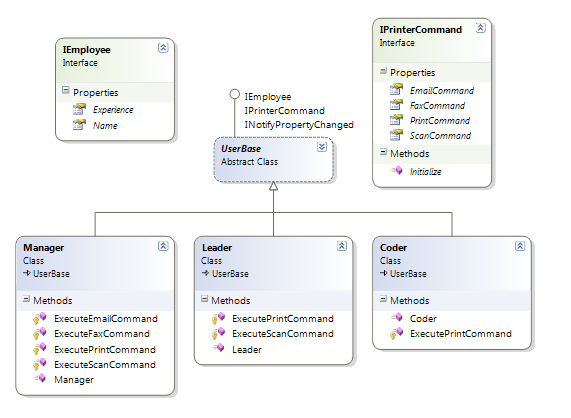 IEmployee
Interface
Properties
Experience
Name
IPrinterCommand
Interface
Properties
EmailCommand
FaxCommand
PrintCommand
ScanCommand
Methods
Initialize
IEmployee
IPrinterCommand
INotifyPropertyChanged
UserBase
Abstract Class
Manager
Class
UserBase
Methods
ExecuteEmailCommand
ExecuteFaxCommand
ExecutePrintCommand
ExecuteScanCommand
Manager
Leader
Class
UserBase
Methods
ExecutePrintCommand
ExecuteScanCommand
Leader
Coder
Class
UserBase
Methods
Coder
ExecutePrintCommand